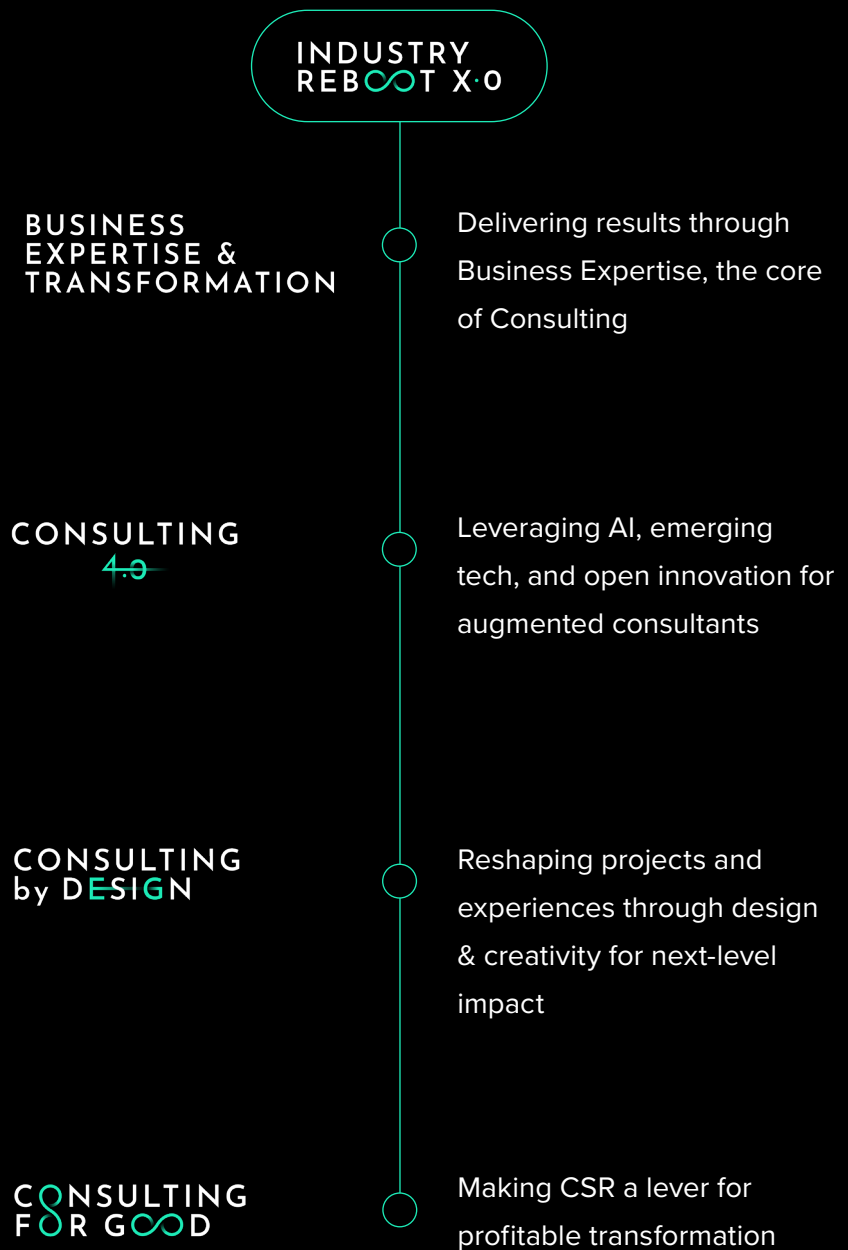 INDUSTRY
REBOOT X·0
BUSINESS
EXPERTISE &
TRANSFORMATION
Delivering results through
Business Expertise, the core
of Consulting
CONSULTING
4.0
Leveraging AI, emerging
tech, and open innovation for
augmented consultants
CONSULTING
by DESIGN
Reshaping projects and
experiences through design
& creativity for next-level
impact
CONSULTING
FOR GOOD
Making CSR a lever for
profitable transformation